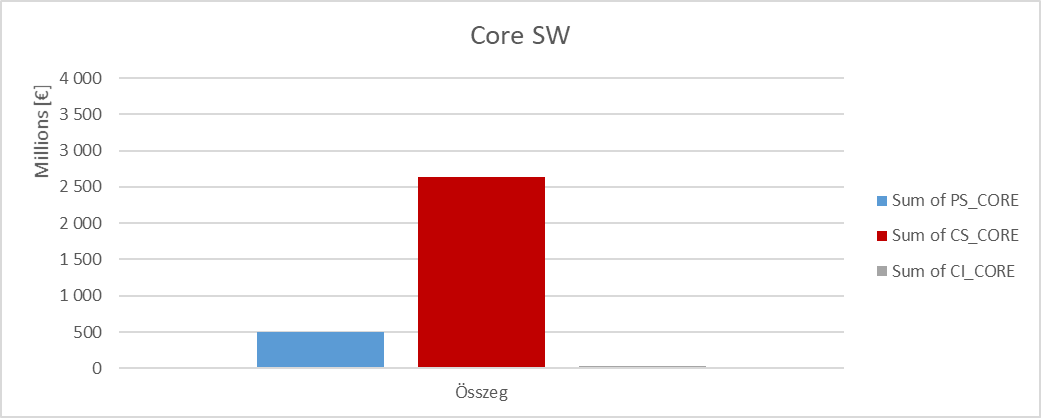 Core SW
Millions [€]
4 000
3 500
3 000
2 500
2 000
1 500
1 000
500
0
Összeg
Sum of PS_CORE
Sum of CS_CORE
Sum of CI_CORE